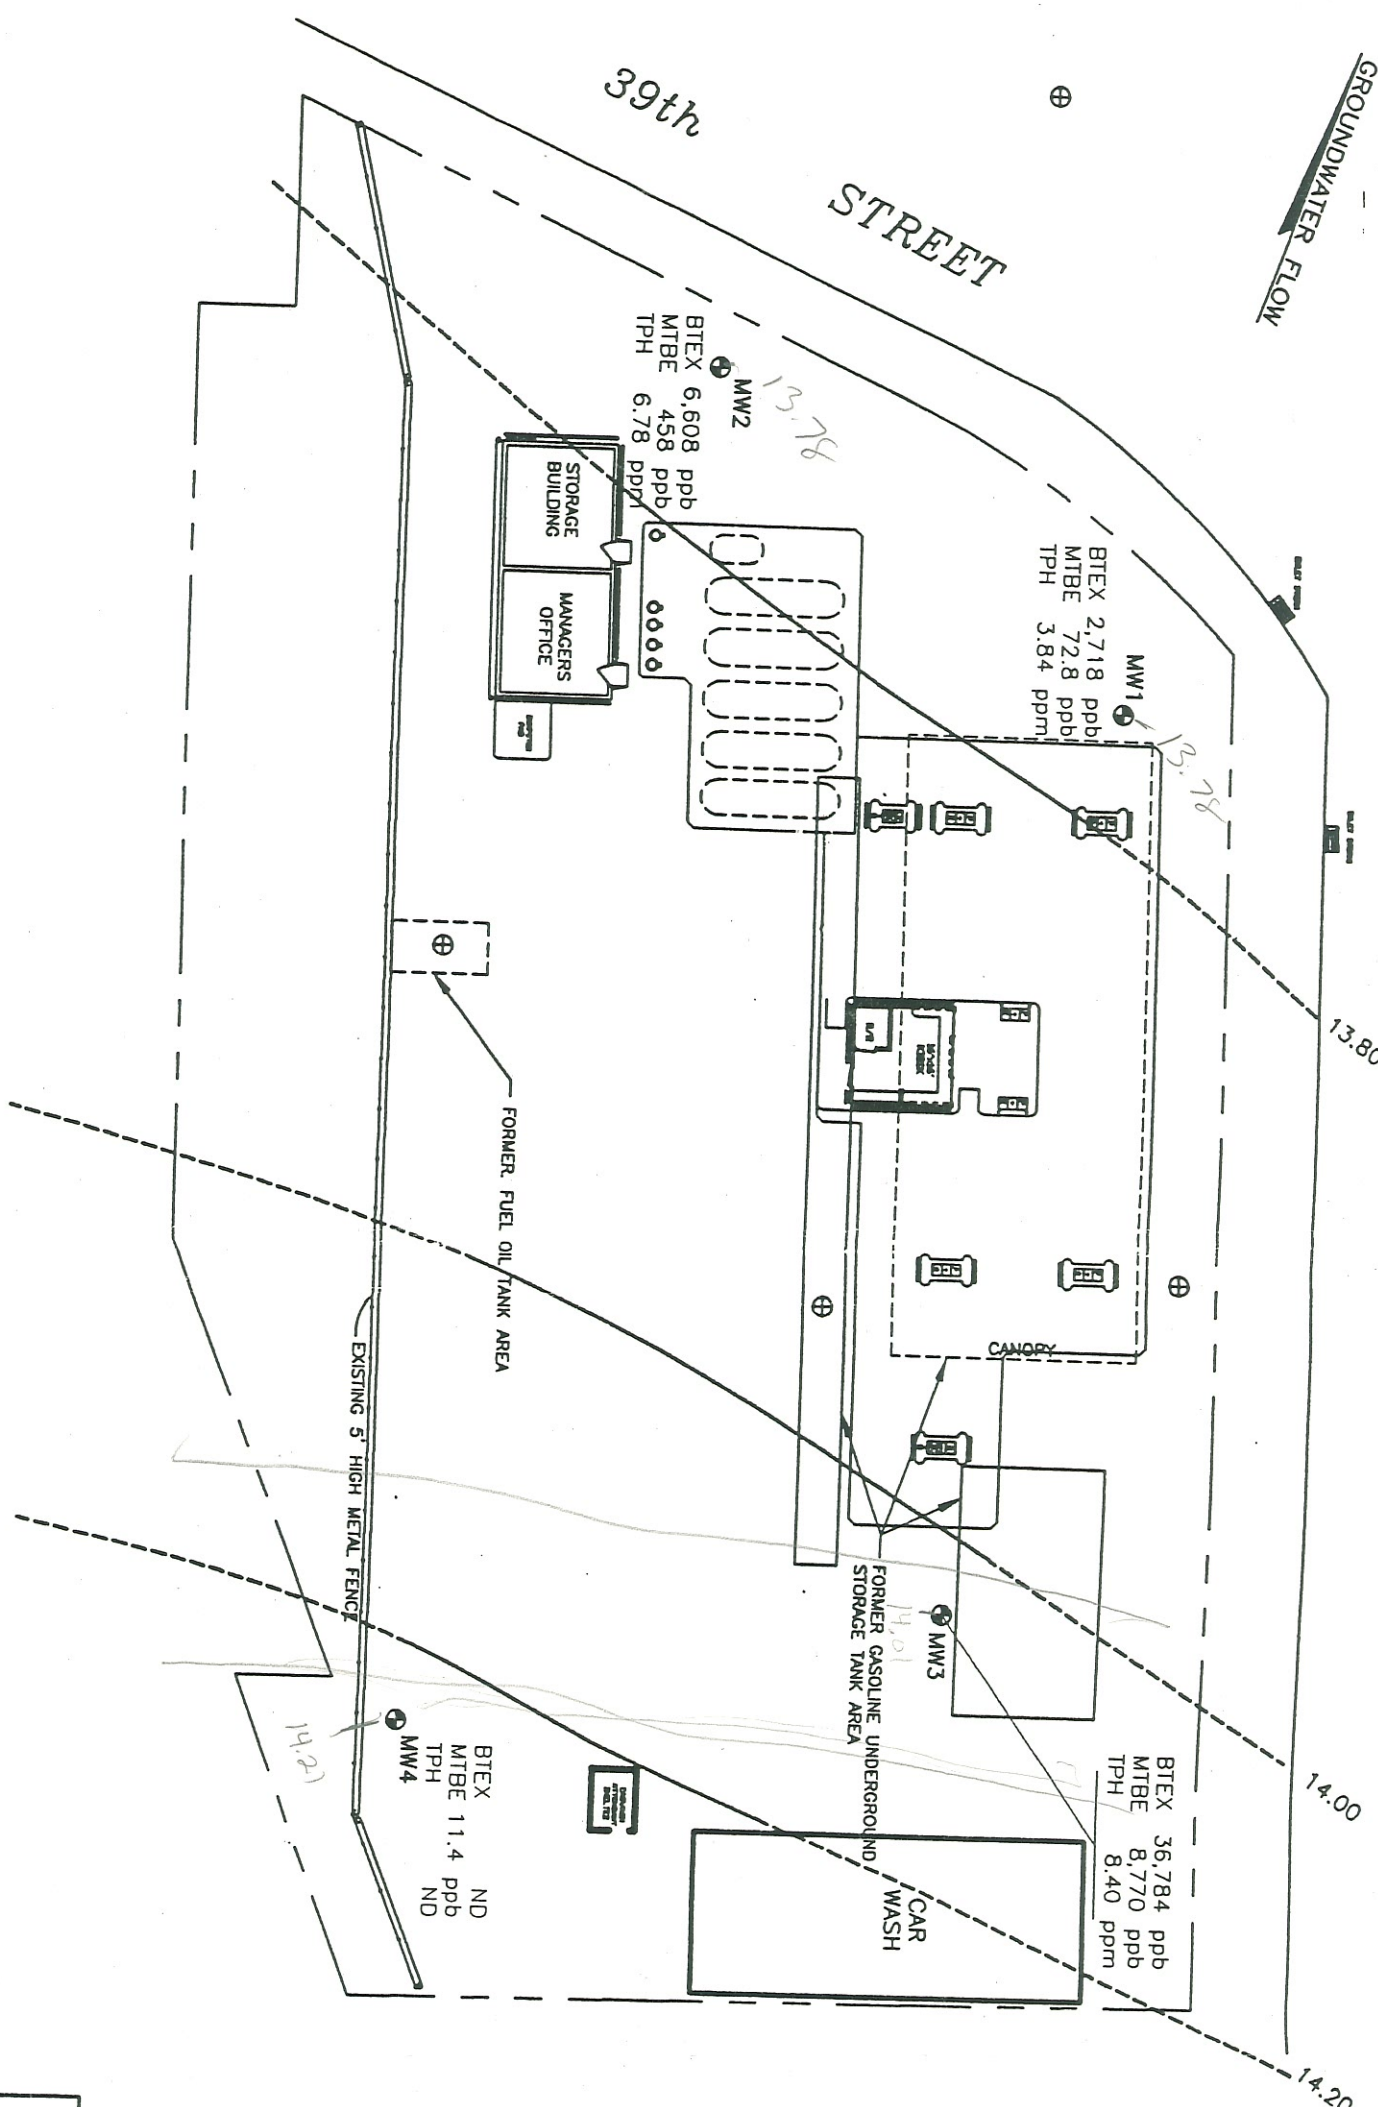 GROUNDWATER FLOW
39th
STREET
MW2
13.78
BTEX 6,608 ppb
MTBE 458 ppb
TPH 6.78 ppm
MW1
13.78
BTEX 2,718 ppb
MTBE 72.8 ppb
TPH 3.84 ppm
STORAGE
BUILDING
MANAGERS
OFFICE
13.80
FORMER FUEL OIL TANK AREA
CANOPY
EXISTING 5' HIGH METAL FENCE
FORMER GASOLINE UNDERGROUND
STORAGE TANK AREA
14.01
MW3
BTEX 36,784 ppb
MTBE 8,770 ppb
TPH 8.40 ppm
14.00
MW4
BTEX ND
MTBE 11.4 ppb
TPH ND
CAR
WASH
14.20